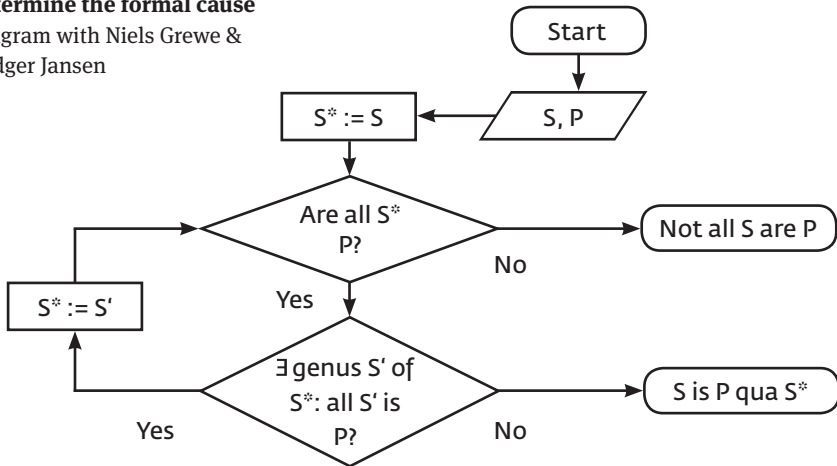 termine the formal cause
gram with Niels Grewe &
dger Jansen
Start
S, P
S* := S
Are all S*
P?
No
Not all S are P
Yes
S* := S‘
∃ genus S‘ of
S*: all S‘ is
P?
Yes
No
S is P qua S*